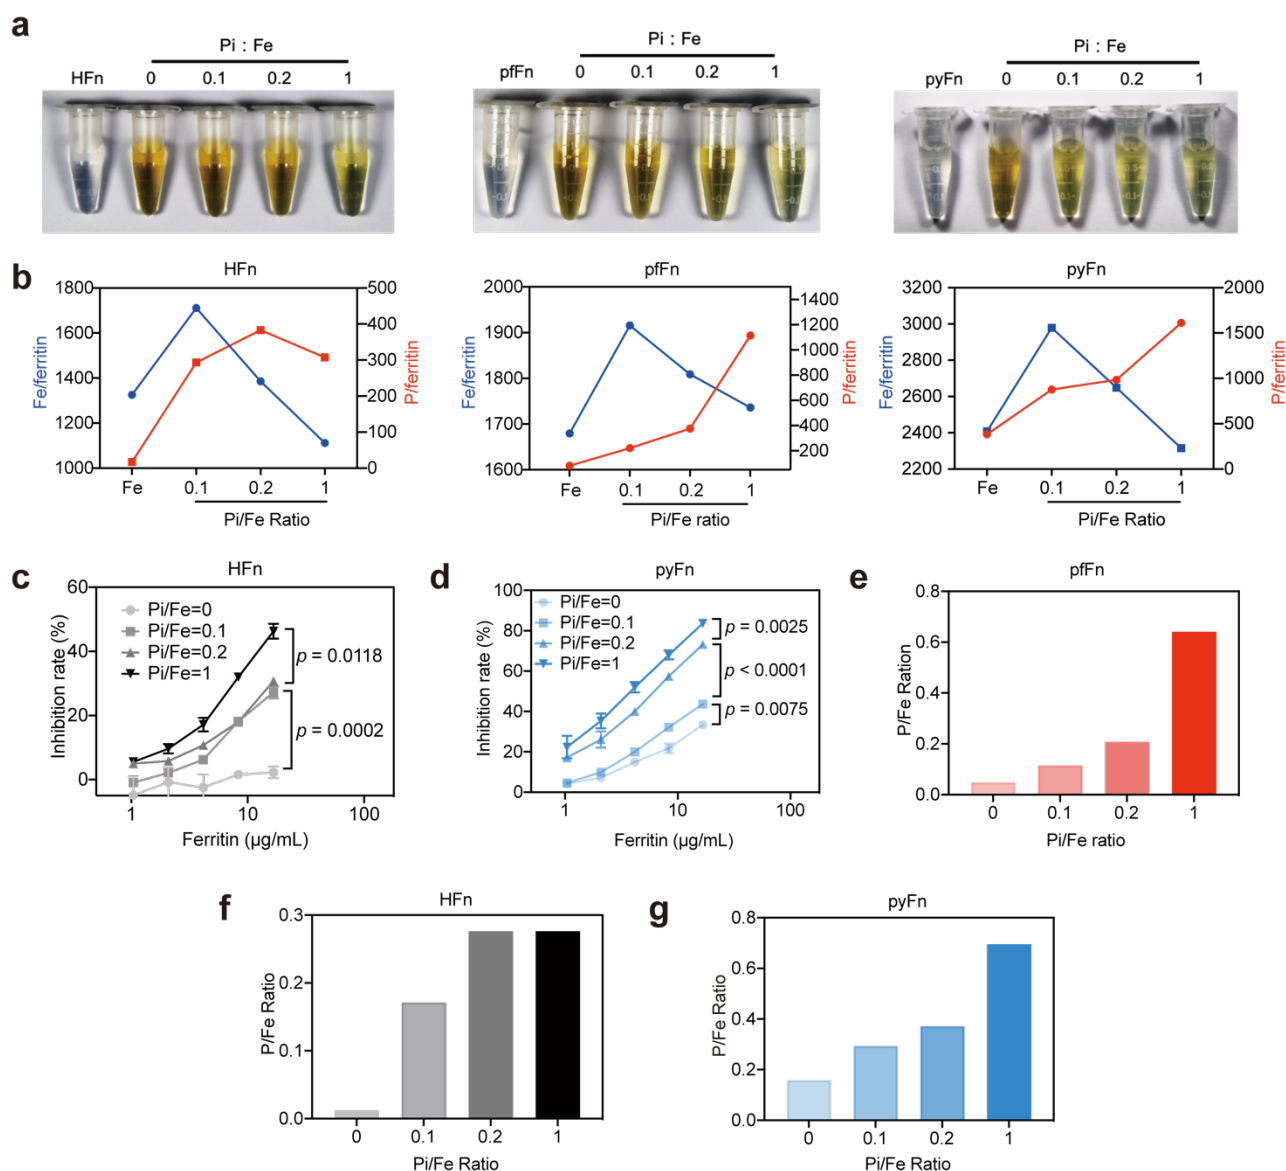 a
Pi : Fe
HFn 0 0.1 0.2 1
Pi : Fe
pfFn 0 0.1 0.2 1
Pi : Fe
pyFn 0 0.1 0.2 1
b
HFn
Fe/ferritin
1800
1600
1400
1200
1000
500
400
300
200
100
0
P/ferritin
Fe 0.1 0.2 1
Pi/Fe Ratio
pfFn
Fe/ferritin
2000
1900
1800
1700
1600
1400
1200
1000
800
600
400
200
P/ferritin
Fe 0.1 0.2 1
Pi/Fe ratio
pyFn
Fe/ferritin
3200
3000
2800
2600
2400
2200
2000
1500
1000
500
0
P/ferritin
Fe 0.1 0.2 1
Pi/Fe Ratio
c
HFn
Inhibition rate (%)
60
40
20
0
Pi/Fe=0
Pi/Fe=0.1
Pi/Fe=0.2
Pi/Fe=1
p = 0.0118
p = 0.0002
1 10 100
Ferritin (µg/mL)
d
pyFn
Inhibition rate (%)
100
80
60
40
20
0
Pi/Fe=0
Pi/Fe=0.1
Pi/Fe=0.2
Pi/Fe=1
p = 0.0025
p < 0.0001
p = 0.0075
1 10 100
Ferritin (µg/mL)
e
pfFn
P/Fe Ration
0.8
0.6
0.4
0.2
0.0
0 0.1 0.2 1
Pi/Fe ratio
f
HFn
P/Fe Ratio
0.3
0.2
0.1
0.0
0 0.1 0.2 1
Pi/Fe Ratio
g
pyFn
P/Fe Ratio
0.8
0.6
0.4
0.2
0.0
0 0.1 0.2 1
Pi/Fe Ratio